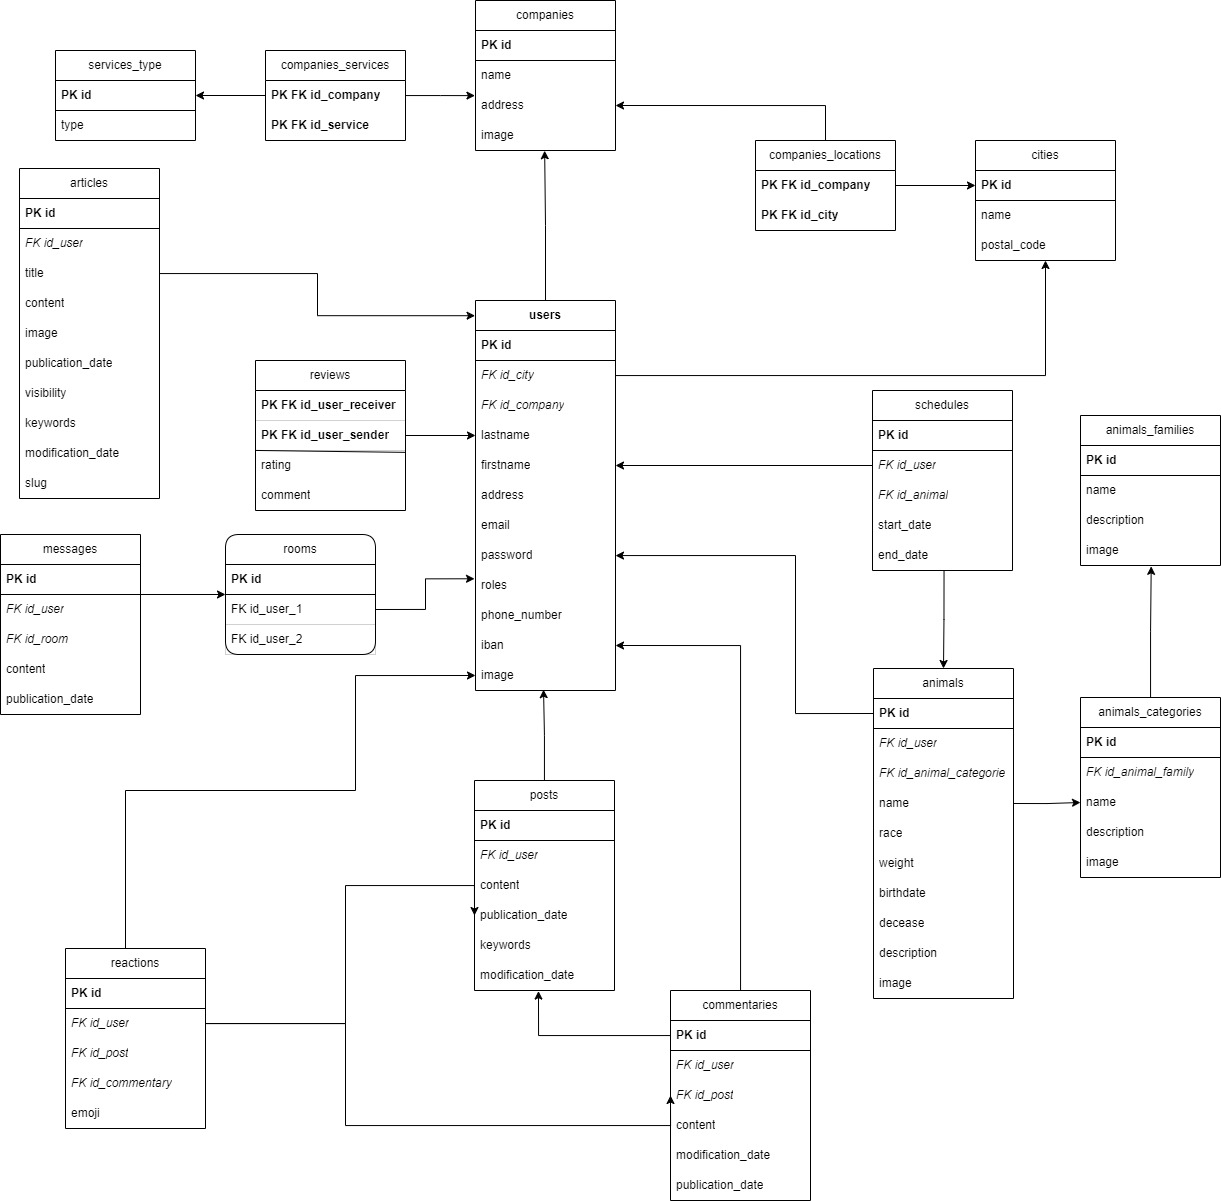 companies
PK id
name
address
image
services_type
PK id
type
companies_services
PK FK id_company
PK FK id_service
companies_locations
PK FK id_company
PK FK id_city
cities
PK id
name
postal_code
articles
PK id
FK id_user
title
content
image
publication_date
visibility
keywords
modification_date
slug
users
PK id
FK id_city
FK id_company
lastname
firstname
address
email
password
roles
phone_number
iban
image
reviews
PK FK id_user_receiver
PK FK id_user_sender
rating
comment
schedules
PK id
FK id_user
FK id_animal
start_date
end_date
animals_families
PK id
name
description
image
messages
PK id
FK id_user
FK id_room
content
publication_date
rooms
PK id
FK id_user_1
FK id_user_2
animals
PK id
FK id_user
FK id_animal_categorie
name
race
weight
birthdate
decease
description
image
animals_categories
PK id
FK id_animal_family
name
description
image
posts
PK id
FK id_user
content
publication_date
keywords
modification_date
reactions
PK id
FK id_user
FK id_post
FK id_commentary
emoji
commentaries
PK id
FK id_user
FK id_post
content
modification_date
publication_date